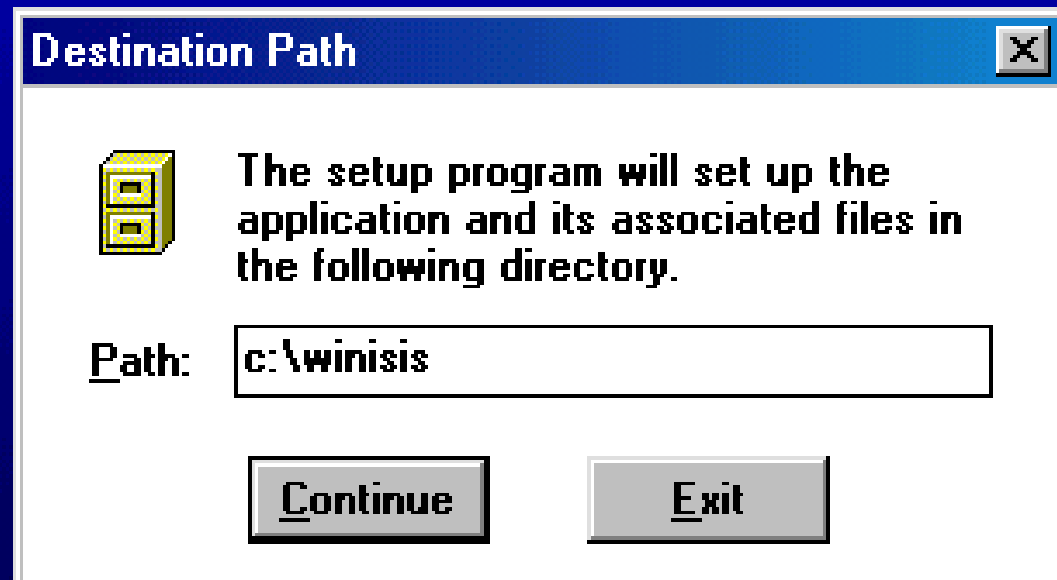 Destination Path
The setup program will set up the
application and its associated files in
the following directory.
Path: c:\winisis
Continue Exit